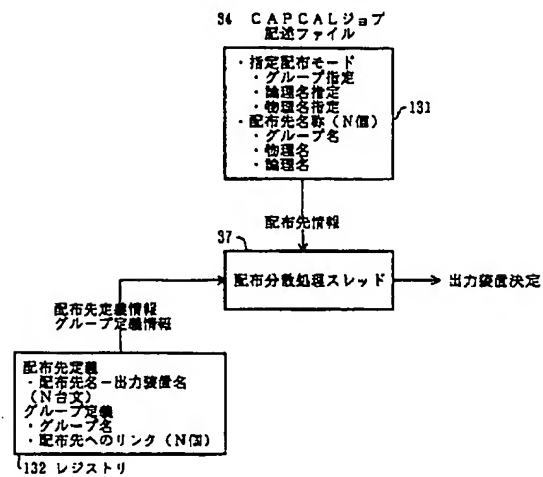 34 CAPCALジョブ
記述ファイル
・指定配布モード
・グループ指定
・論理名指定
・物理名指定
・配布先名称（N個）
・グループ名
・物理名
・論理名
131
配布先情報
37
配布分散処理スレッド
出力装置決定
配布先定義情報
グループ定義情報
配布先定義
・配布先名－出力装置名
（N台文）
グループ定義
・グループ名
・配布先へのリンク（N個）
132 レジストリ